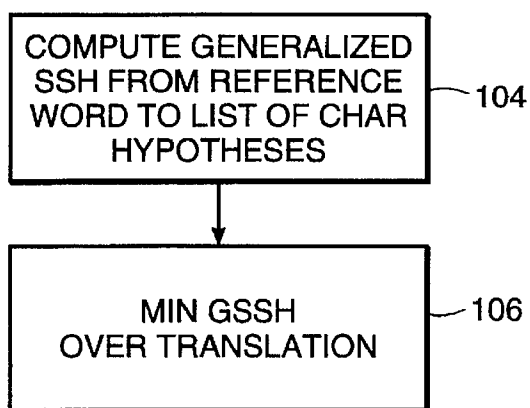 COMPUTE GENERALIZED
SSH FROM REFERENCE
WORD TO LIST OF CHAR
HYPOTHESES
104
MIN GSSH
OVER TRANSLATION
106